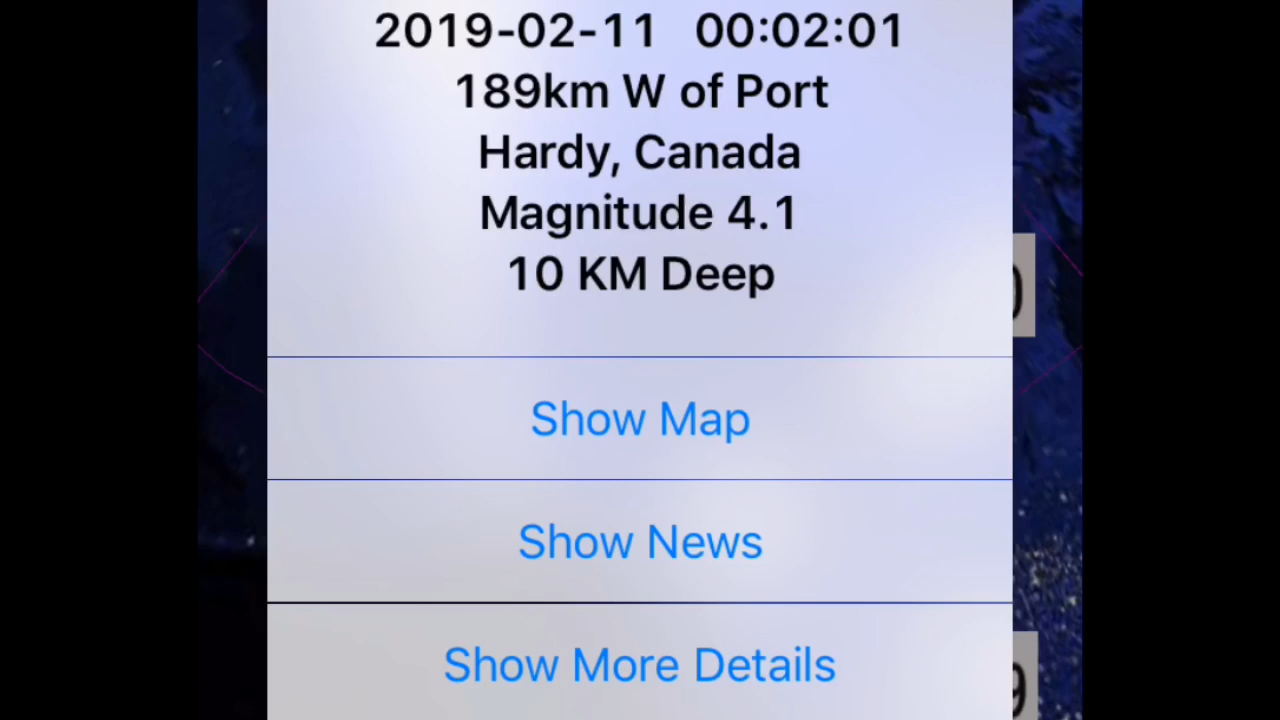 2019-02-11 00:02:01
189km W of Port
Hardy, Canada
Magnitude 4.1
10 KM Deep
Show Map
Show News
Show More Details